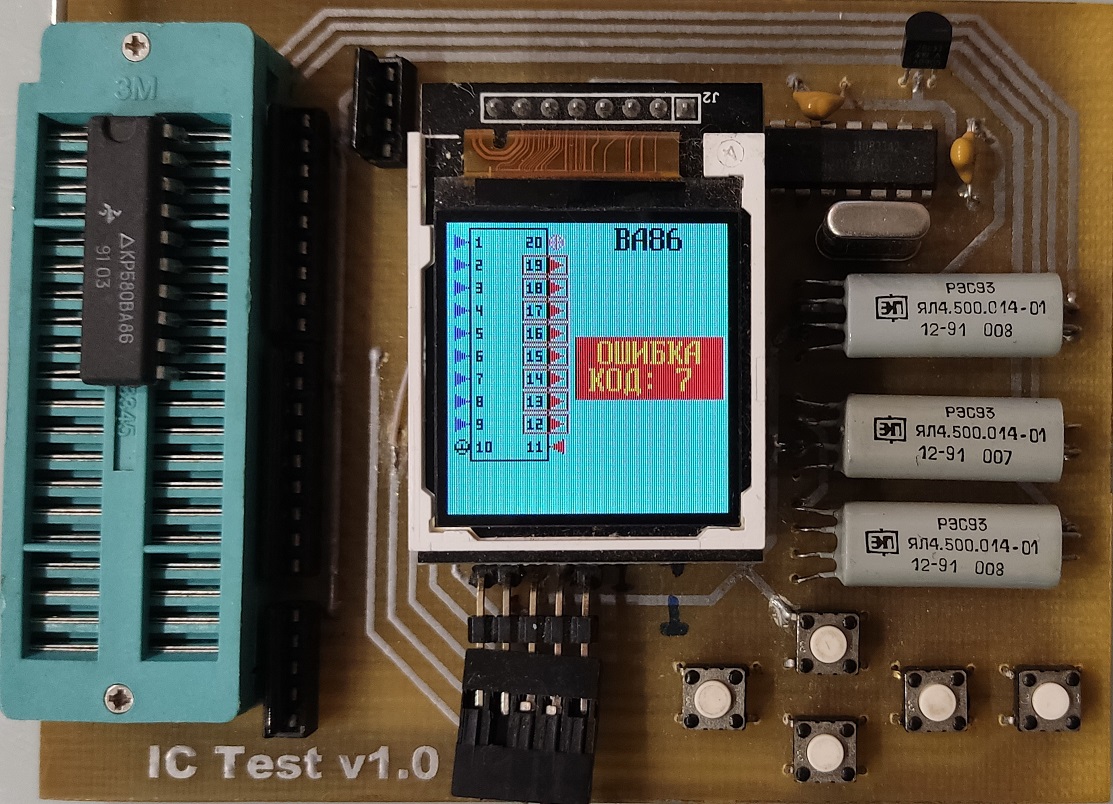 3M
ΔКР580ВА86
91 03
J2
ВА86
1 20
2 19
3 18
4 17
5 16
6 15
7 14
8 13
9 12
10 11
ОШИБКА
КОД: 7
РЭС93
ЯЛ4.500.014-01
12-91 008
РЭС93
ЯЛ4.500.014-01
12-91 007
РЭС93
ЯЛ4.500.014-01
12-91 008
IC Test v1.0